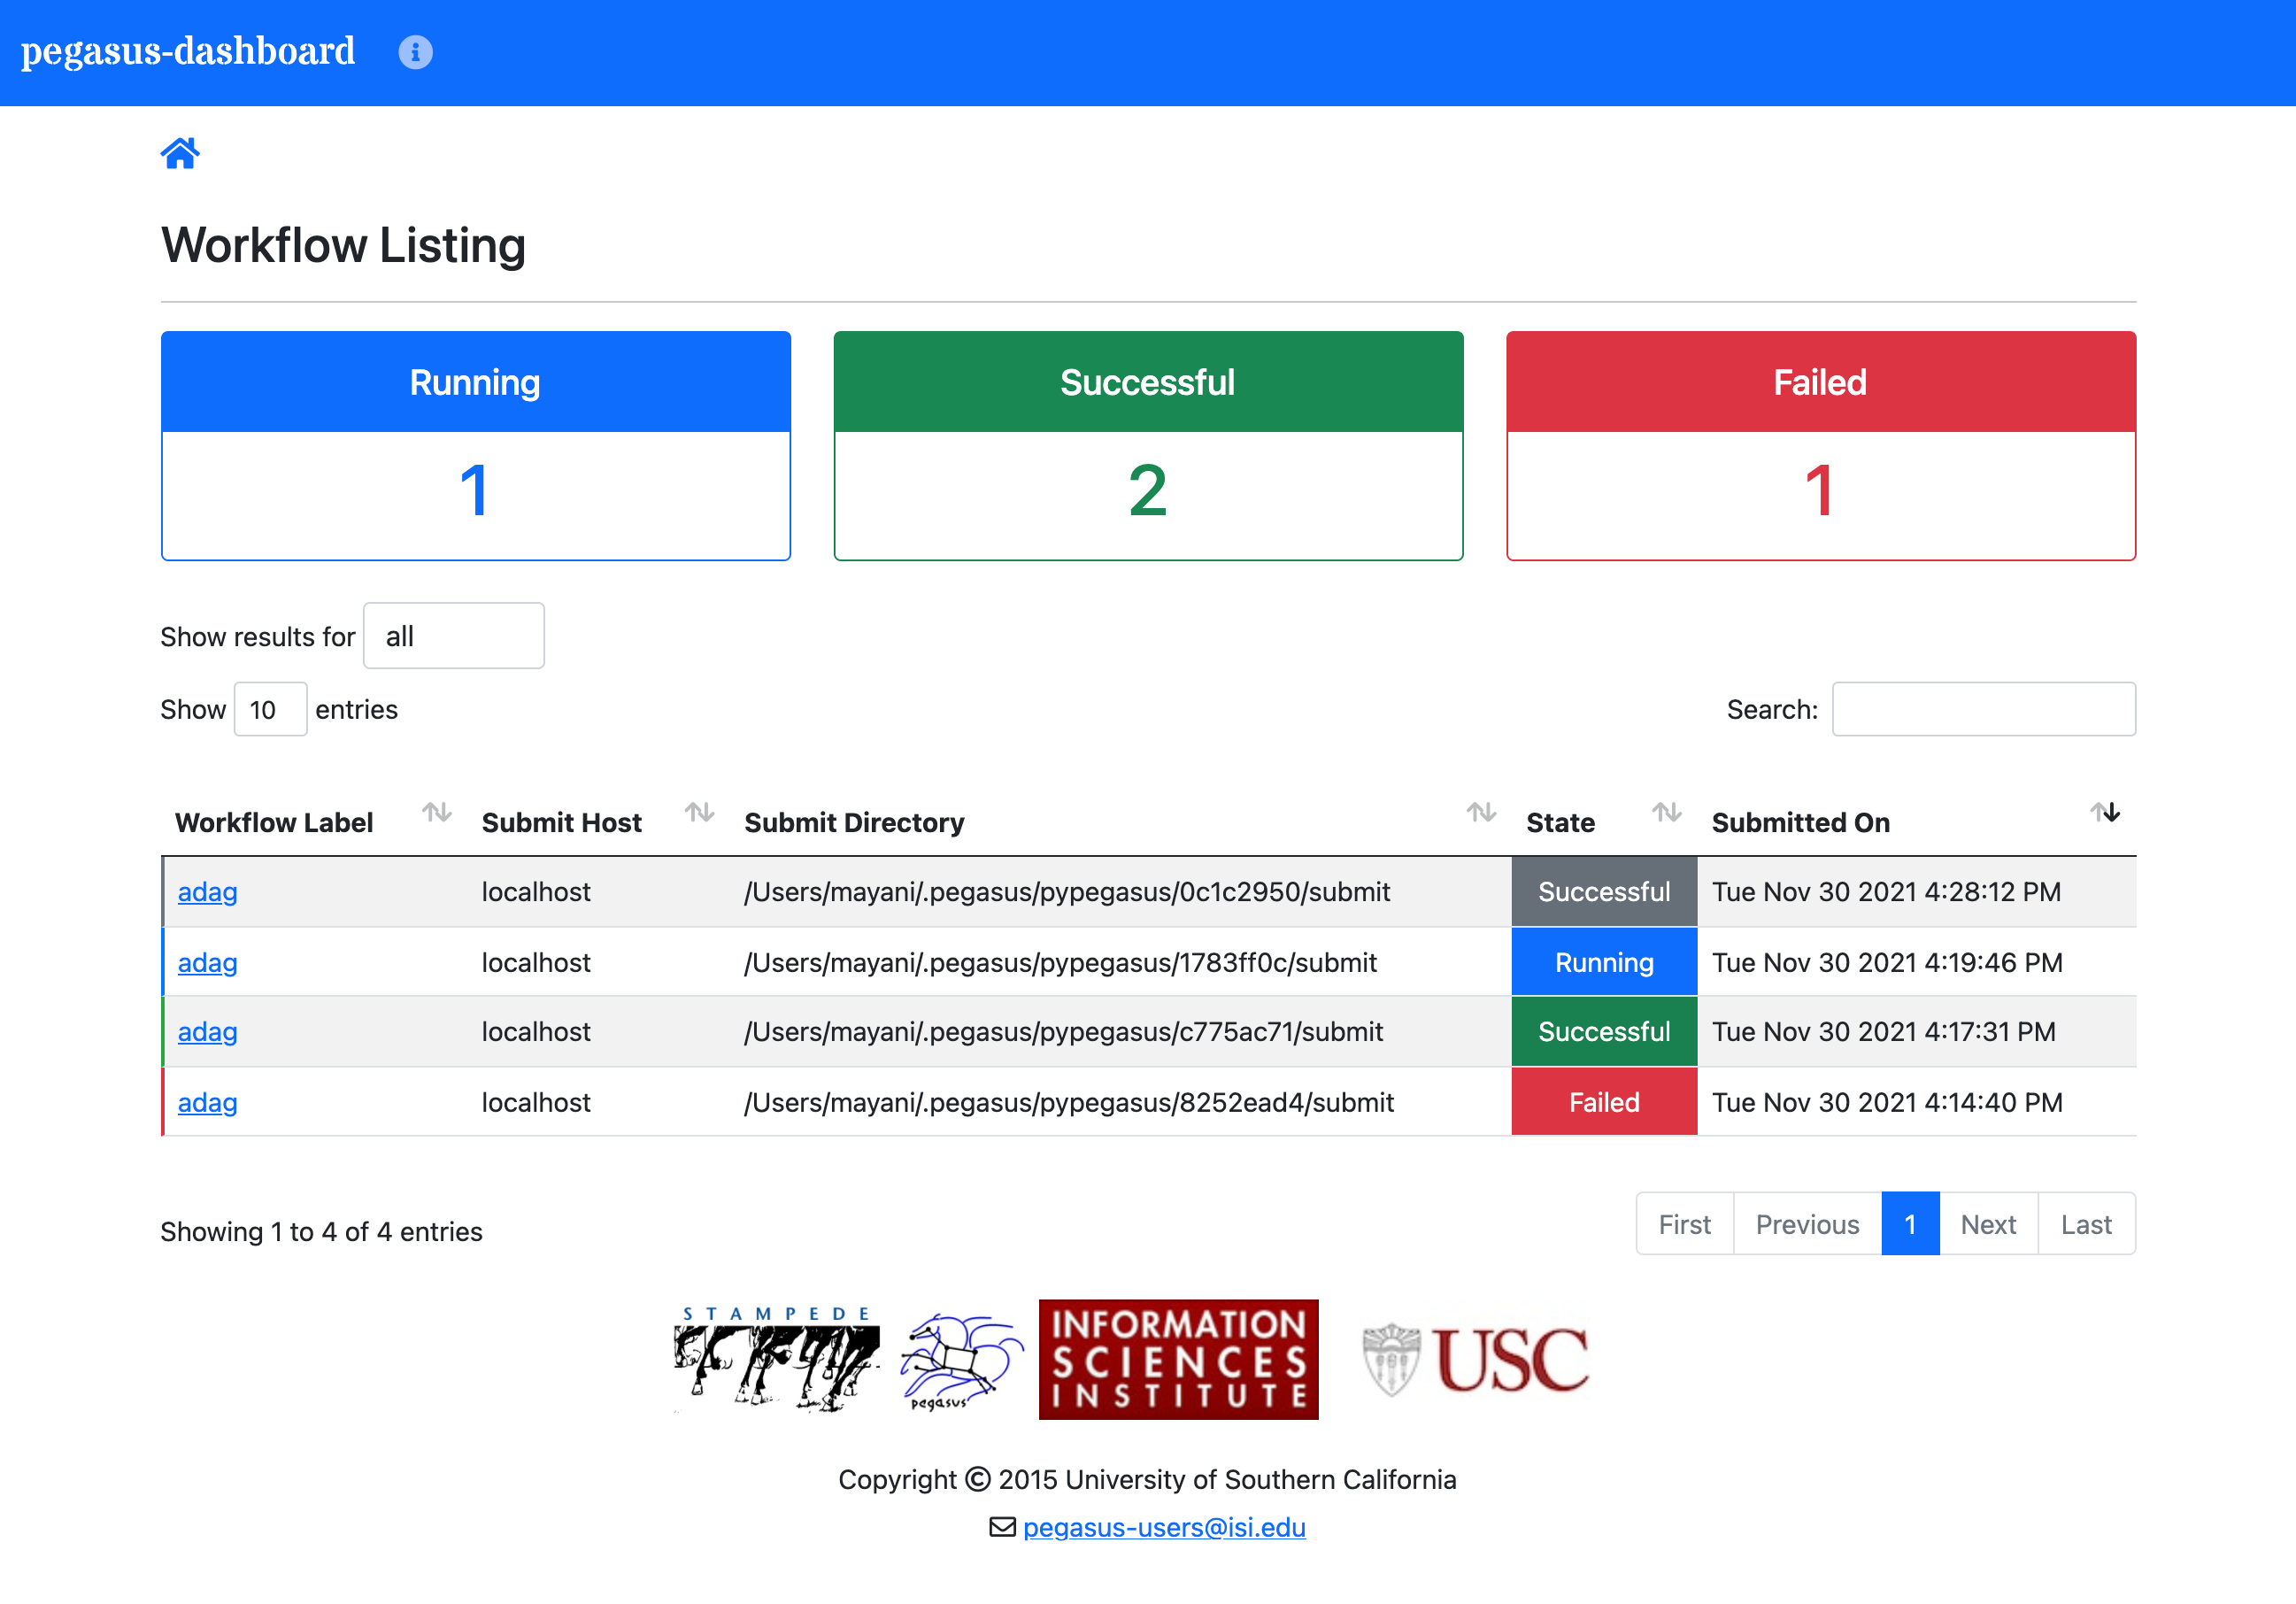 pegasus-dashboard
Workflow Listing
Running
Successful
Failed
1
2
1
Show results for all
Show 10 entries
Search:
Workflow Label Submit Host Submit Directory State Submitted On
adag localhost /Users/mayani/.pegasus/pypegasus/0c1c2950/submit Successful Tue Nov 30 2021 4:28:12 PM
adag localhost /Users/mayani/.pegasus/pypegasus/1783ff0c/submit Running Tue Nov 30 2021 4:19:46 PM
adag localhost /Users/mayani/.pegasus/pypegasus/c775ac71/submit Successful Tue Nov 30 2021 4:17:31 PM
adag localhost /Users/mayani/.pegasus/pypegasus/8252ead4/submit Failed Tue Nov 30 2021 4:14:40 PM
Showing 1 to 4 of 4 entries
First Previous 1 Next Last
STAMPEDE
pegasus
INFORMATION
SCIENCES
INSTITUTE
USC
Copyright © 2015 University of Southern California
pegasus-users@isi.edu